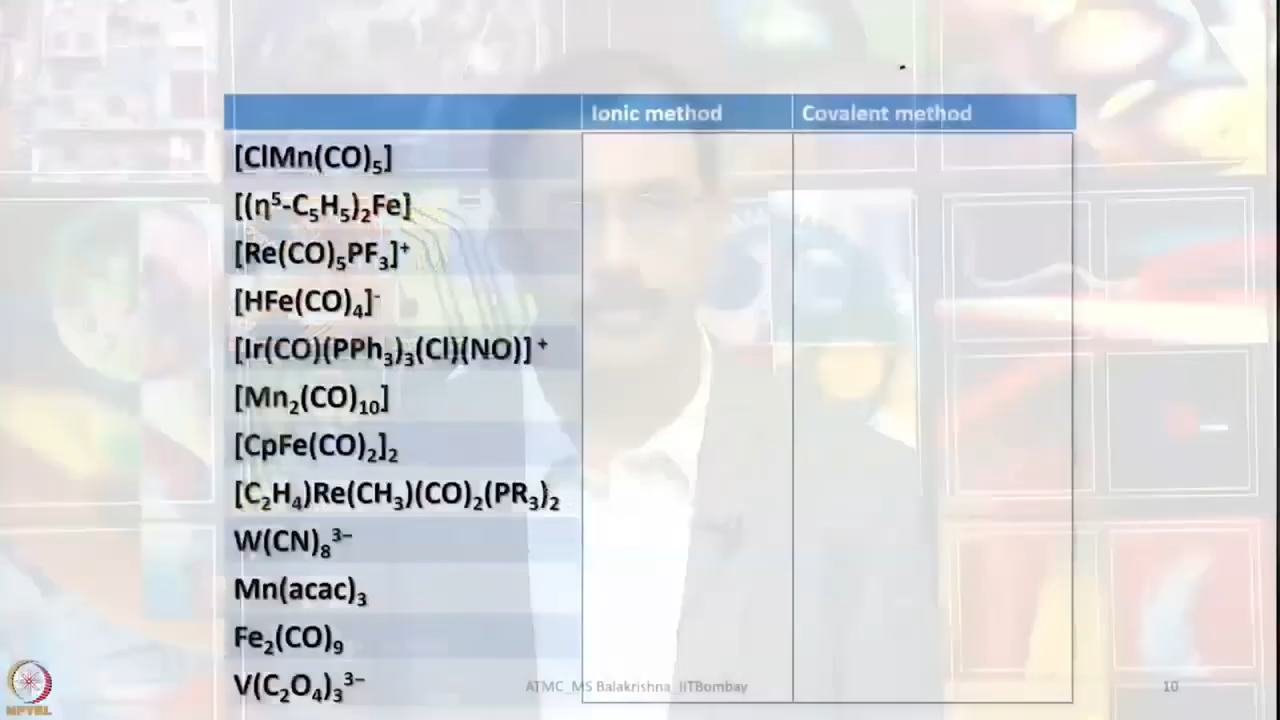 Ionic method Covalent method
[ClMn(CO)₅]
[(η⁵-C₅H₅)₂Fe]
[Re(CO)₅PF₃]⁺
[HFe(CO)₄]⁻
[Ir(CO)(PPh₃)₃(Cl)(NO)]⁺
[Mn₂(CO)₁₀]
[CpFe(CO)₂]₂
[C₂H₄)Re(CH₃)(CO)₂(PR₃)₂
W(CN)₈³⁻
Mn(acac)₃
Fe₂(CO)₉
V(C₂O₄)₃³⁻
NPTEL
ATMC_MS Balakrishna_IITBombay 10